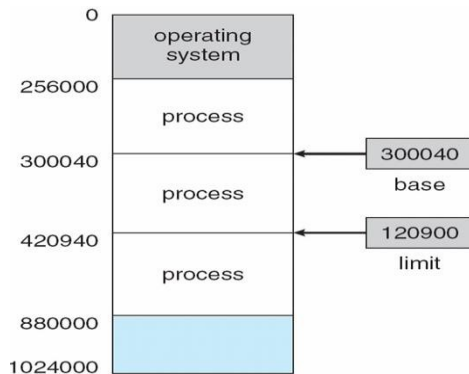 0
operating
system
256000
process
300040
300040
base
process
420940
120900
limit
process
880000
1024000